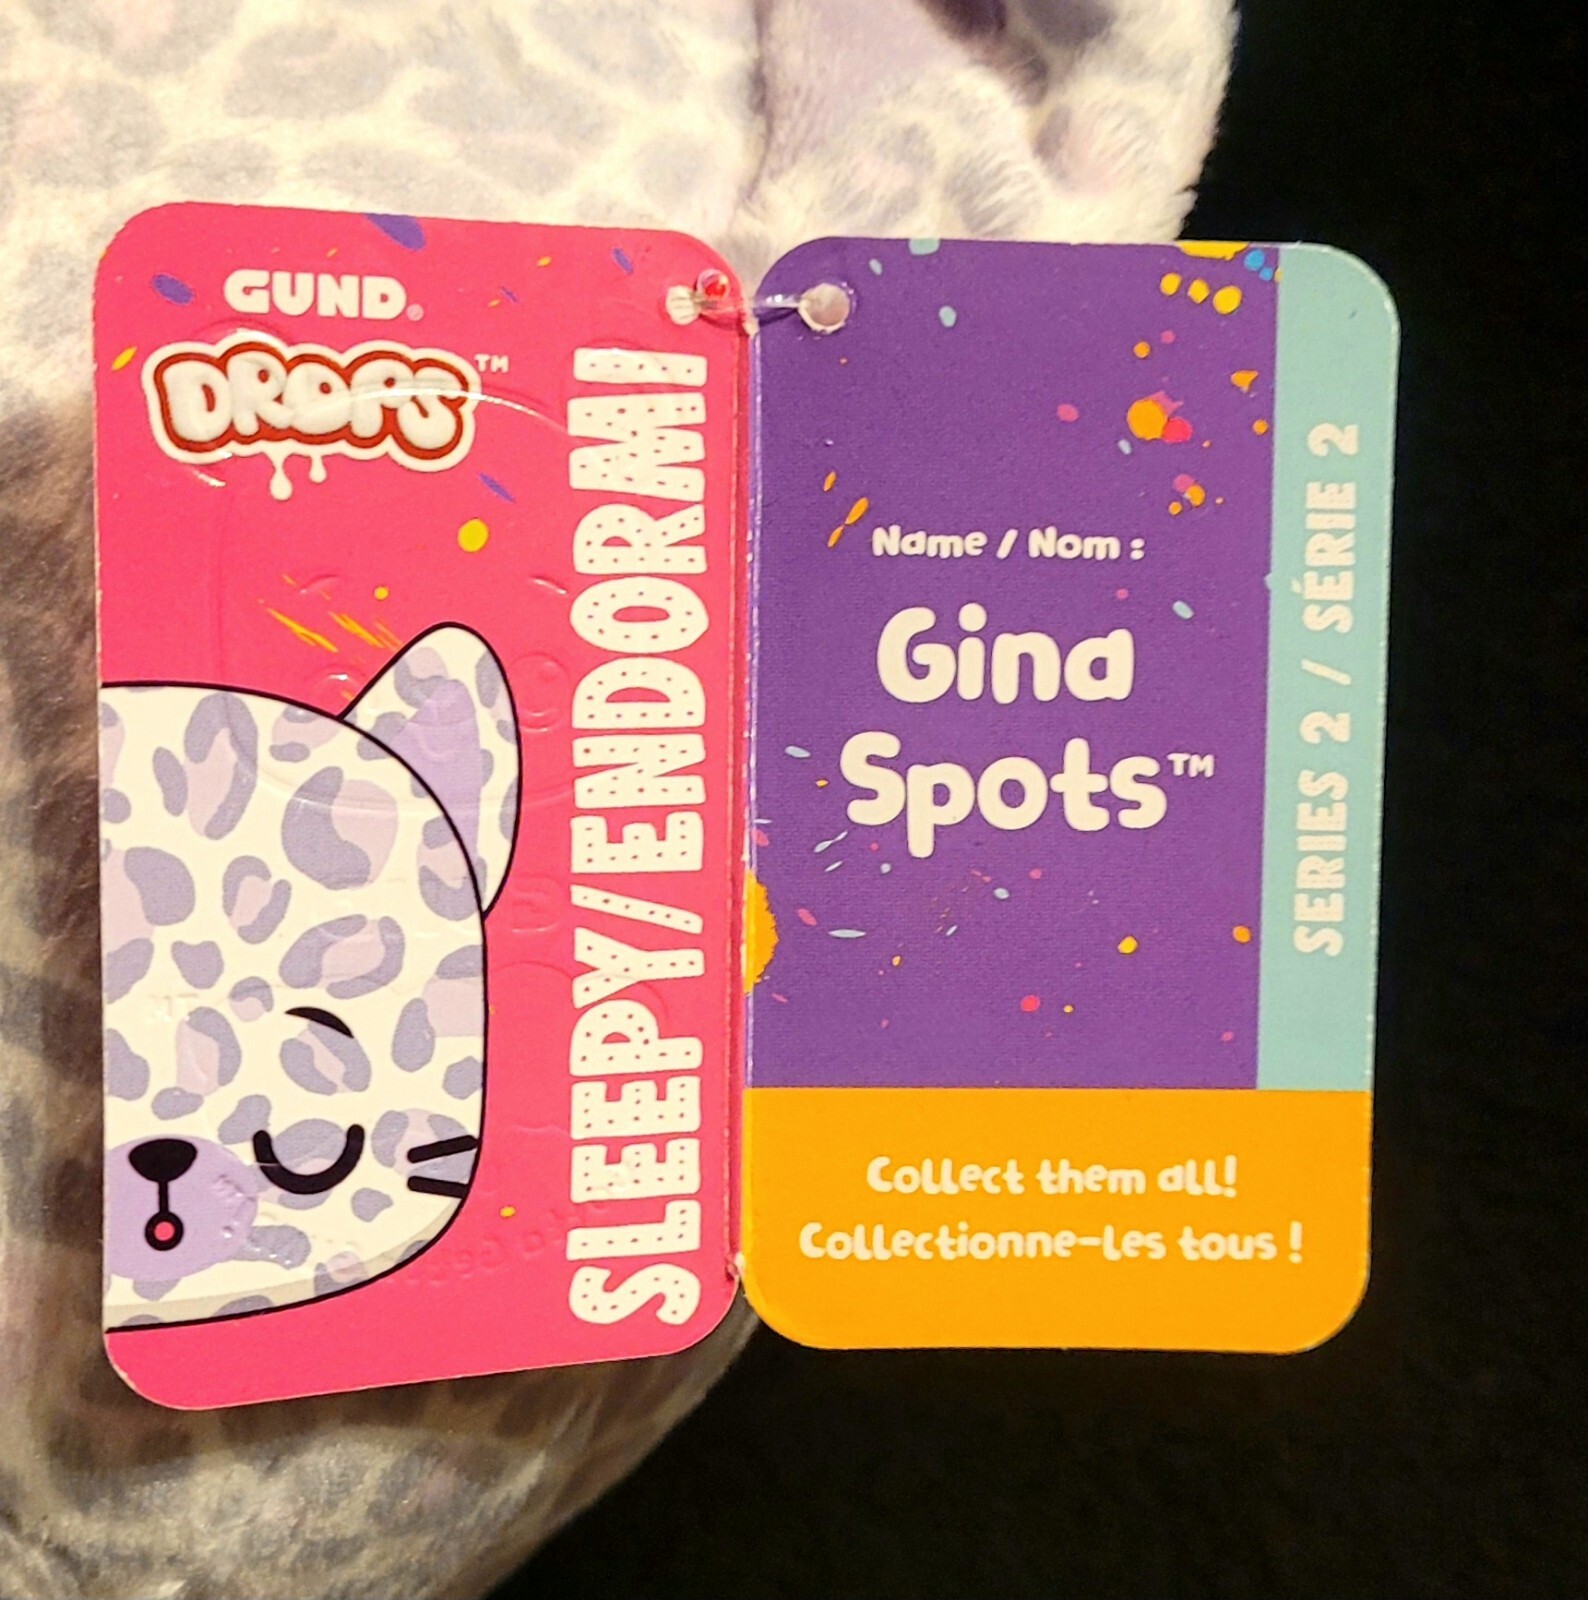 GUND®
DROPS™
SLEEPY/ENDORMI
Name / Nom :
Gina
Spots™
SERIES 2 / SÉRIE 2
Collect them all!
Collectionne-les tous !